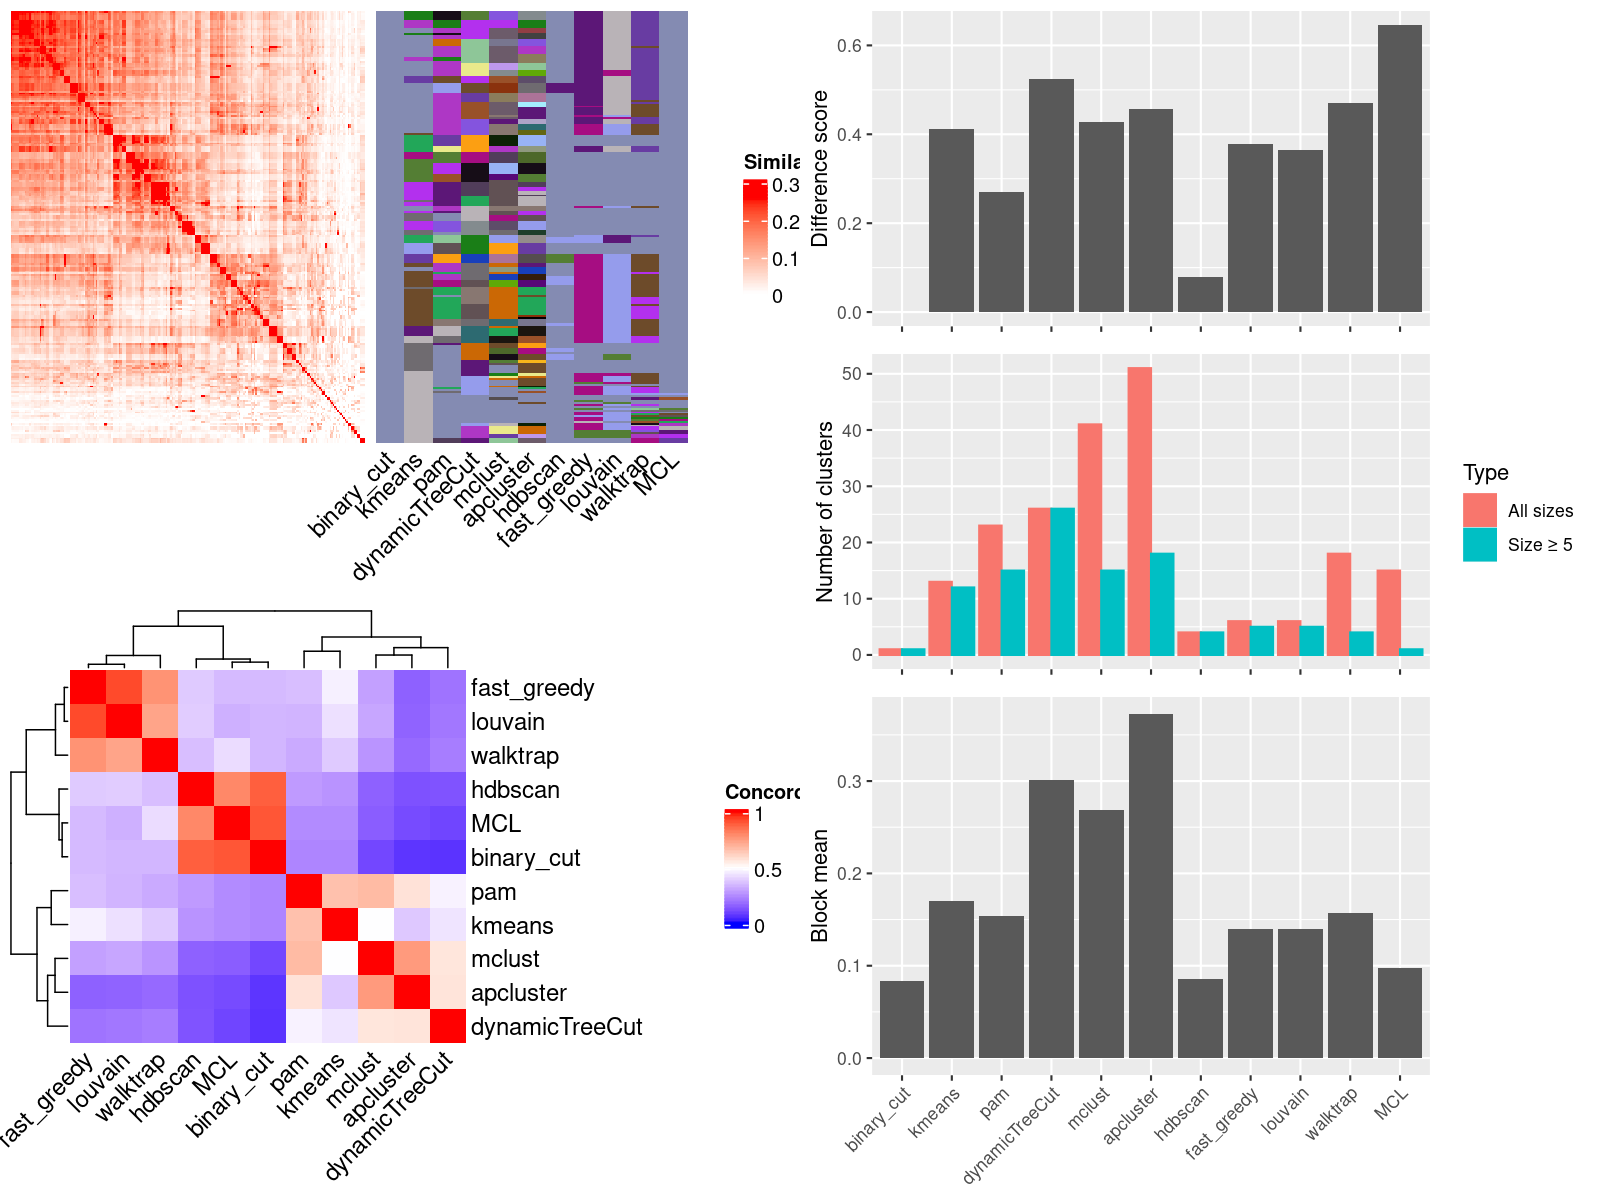 Simila
0.3
0.2
0.1
0
binary_cut
kmeans
pam
dynamicTreeCut
mclust
apcluster
hdbscan
fast_greedy
louvain
walktrap
MCL
fast_greedy
louvain
walktrap
hdbscan
MCL
binary_cut
pam
kmeans
mclust
apcluster
dynamicTreeCut
Concord
1
0.5
0
fast_greedy
louvain
walktrap
hdbscan
MCL
binary_cut
pam
kmeans
mclust
apcluster
dynamicTreeCut
Difference score
0.6
0.4
0.2
0.0
Number of clusters
50
40
30
20
10
0
Type
All sizes
Size ≥ 5
Block mean
0.3
0.2
0.1
0.0
binary_cut
kmeans
pam
dynamicTreeCut
mclust
apcluster
hdbscan
fast_greedy
louvain
walktrap
MCL